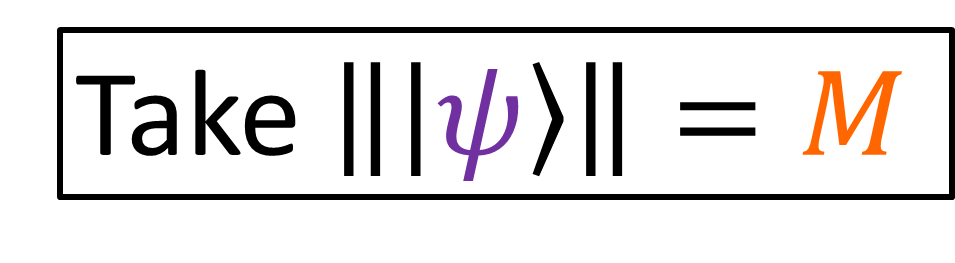 Take ‖|ψ⟩‖ = M